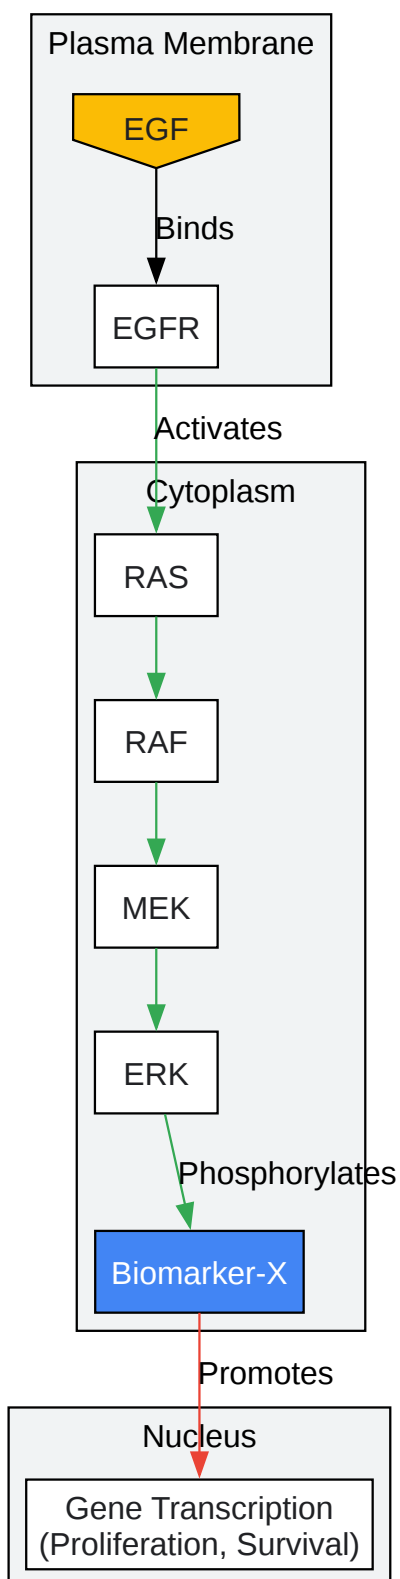 Plasma Membrane
EGF
Binds
EGFR
Activates
Cytoplasm
RAS
RAF
MEK
ERK
Phosphorylates
Biomarker-X
Promotes
Nucleus
Gene Transcription
(Proliferation, Survival)